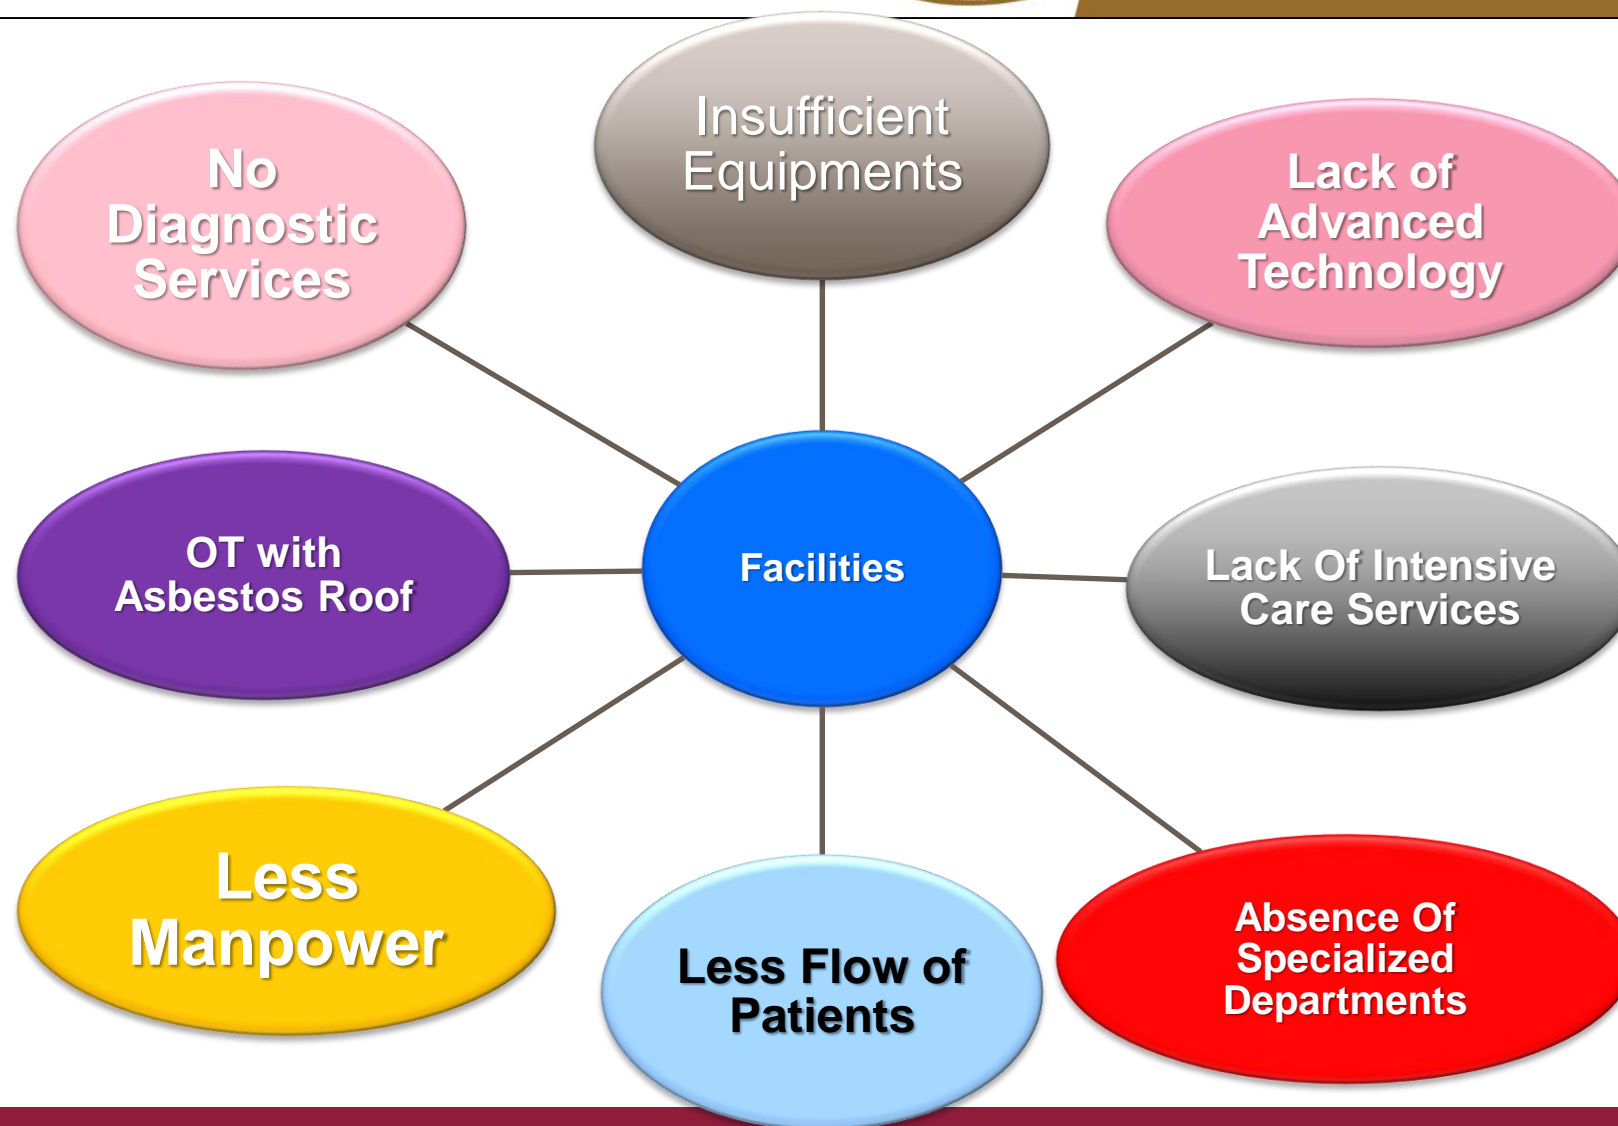 Insufficient
Equipments
No
Diagnostic
Services
Lack of
Advanced
Technology
OT with
Asbestos Roof
Facilities
Lack Of Intensive
Care Services
Less
Manpower
Less Flow of
Patients
Absence Of
Specialized
Departments